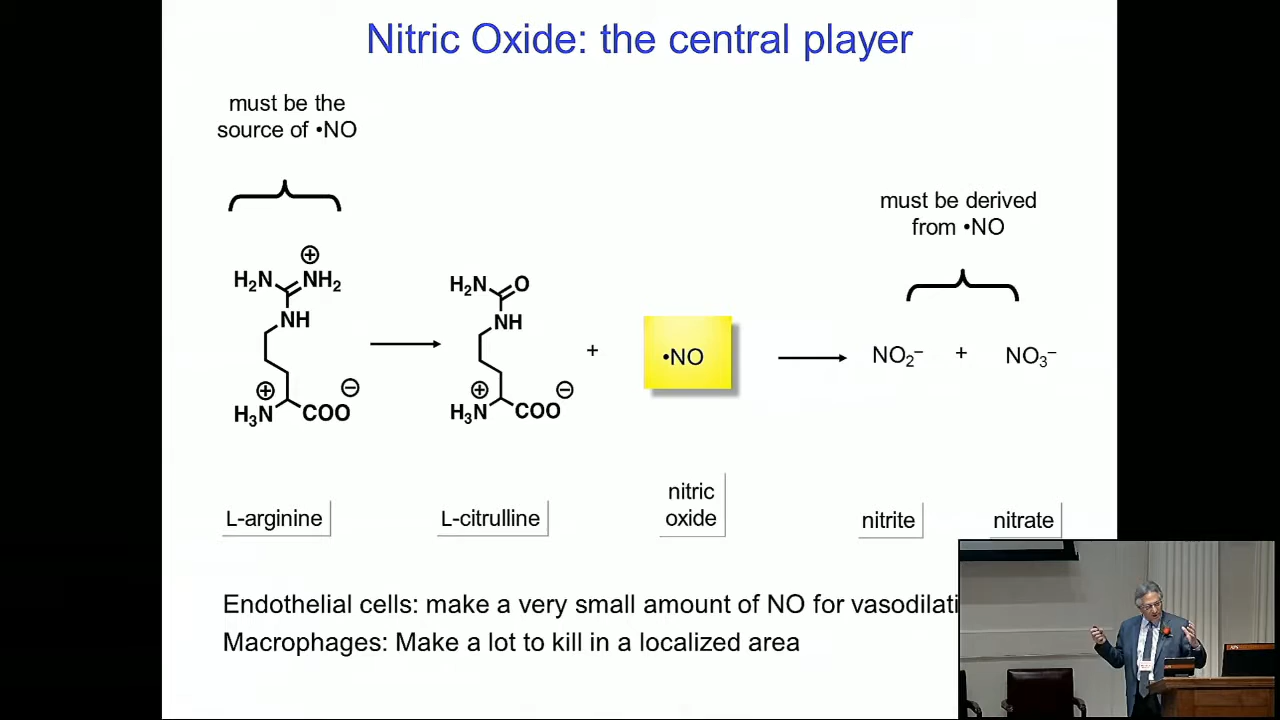 Nitric Oxide: the central player
must be the
source of •NO
must be derived
from •NO
⊕
H₂N NH₂
NH
⊕ ⊖
H₃N COO
H₂N O
NH
⊕ ⊖
H₃N COO
+
•NO
NO₂⁻ + NO₃⁻
L-arginine
L-citrulline
nitric
oxide
nitrite
nitrate
Endothelial cells: make a very small amount of NO for vasodilati
Macrophages: Make a lot to kill in a localized area